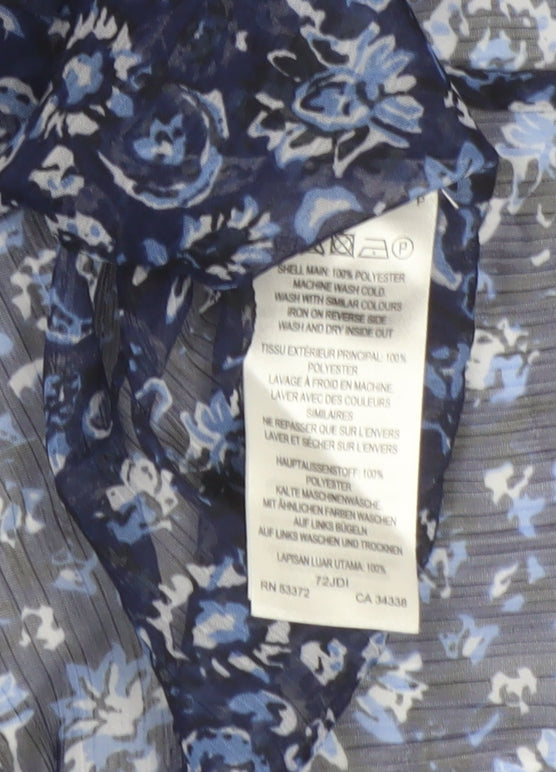 P
SHELL MAIN: 100% POLYESTER
MACHINE WASH COLD.
WASH WITH SIMILAR COLOURS
IRON ON REVERSE SIDE
WASH AND DRY INSIDE OUT
TISSU EXTÉRIEUR PRINCIPAL: 100%
POLYESTER
LAVAGE À FROID EN MACHINE.
LAVER AVEC DES COULEURS
SIMILAIRES
NE REPASSER QUE SUR L'ENVERS
LAVER ET SÉCHER SUR L'ENVERS
HAUPTAUSSENSTOFF: 100%
POLYESTER
KALTE MASCHINENWÄSCHE.
MIT ÄHNLICHEN FARBEN WASCHEN
AUF LINKS BÜGELN
AUF LINKS WASCHEN UND TROCKNEN
LAPISAN LUAR UTAMA: 100%
72JDI
RN 53372 CA 34338